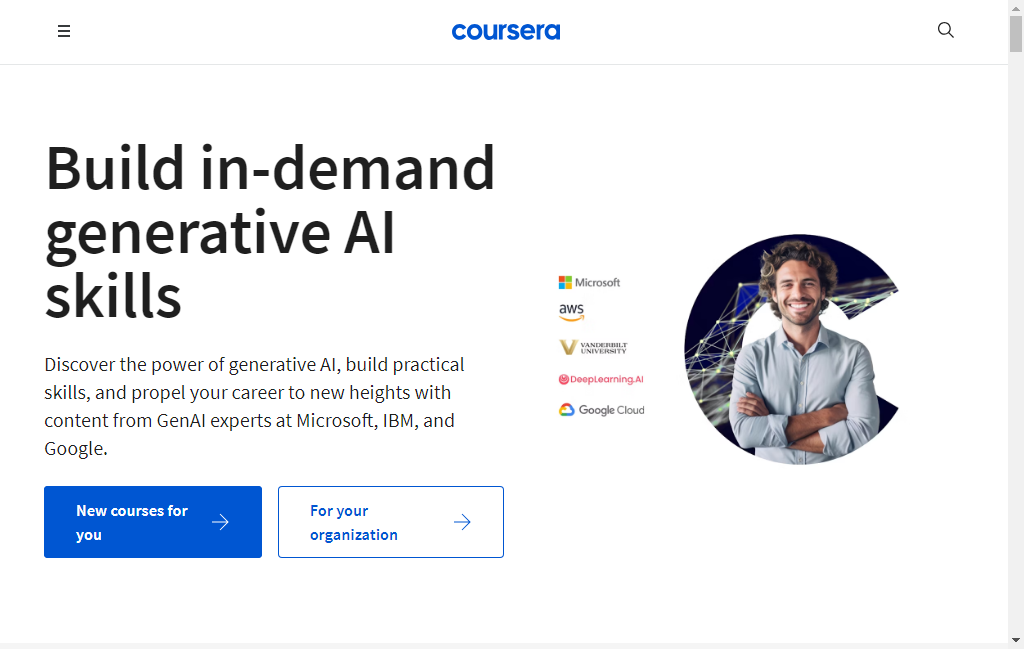 coursera
Build in-demand
generative AI
skills
Discover the power of generative AI, build practical
skills, and propel your career to new heights with
content from GenAI experts at Microsoft, IBM, and
Google.
New courses for
you
For your
organization
Microsoft
aws
VANDERBILT
UNIVERSITY
DeepLearning.AI
Google Cloud